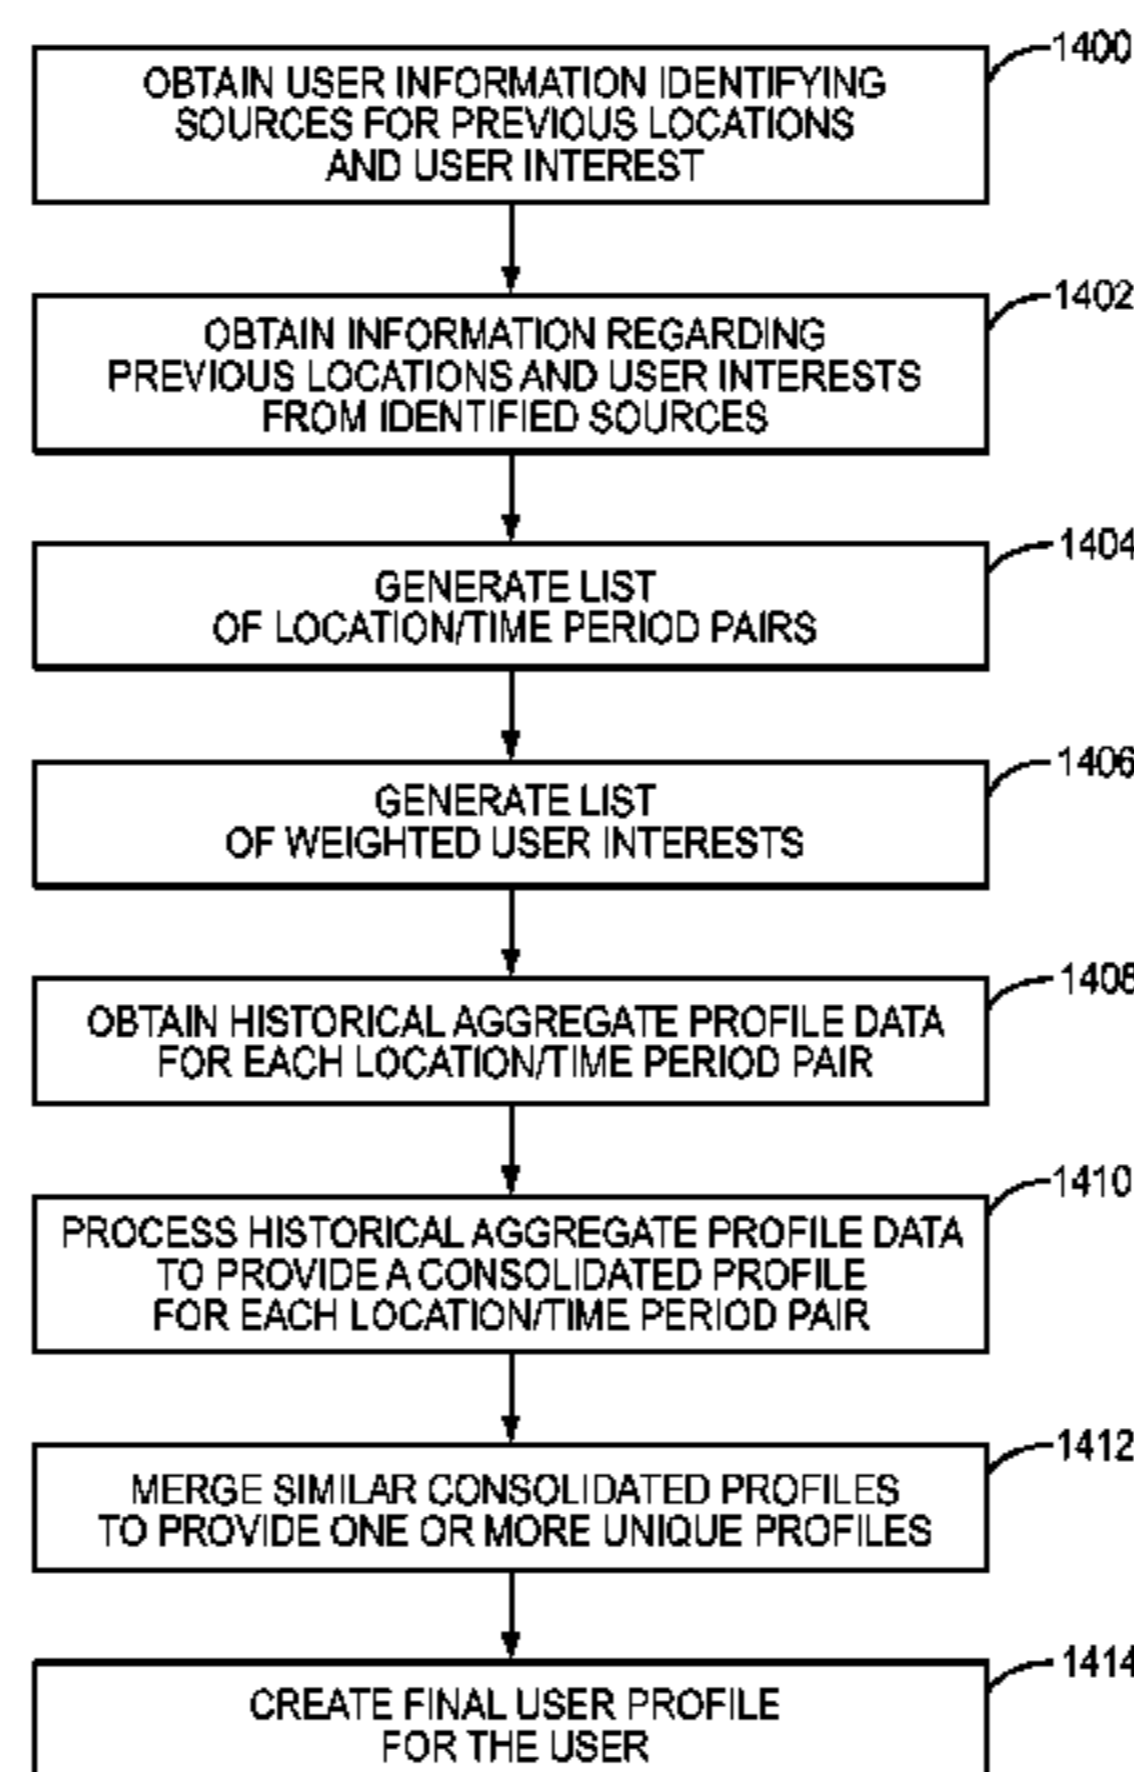 1400
OBTAIN USER INFORMATION IDENTIFYING
SOURCES FOR PREVIOUS LOCATIONS
AND USER INTEREST
1402
OBTAIN INFORMATION REGARDING
PREVIOUS LOCATIONS AND USER INTERESTS
FROM IDENTIFIED SOURCES
1404
GENERATE LIST
OF LOCATION/TIME PERIOD PAIRS
1406
GENERATE LIST
OF WEIGHTED USER INTERESTS
1408
OBTAIN HISTORICAL AGGREGATE PROFILE DATA
FOR EACH LOCATION/TIME PERIOD PAIR
1410
PROCESS HISTORICAL AGGREGATE PROFILE DATA
TO PROVIDE A CONSOLIDATED PROFILE
FOR EACH LOCATION/TIME PERIOD PAIR
1412
MERGE SIMILAR CONSOLIDATED PROFILES
TO PROVIDE ONE OR MORE UNIQUE PROFILES
1414
CREATE FINAL USER PROFILE
FOR THE USER